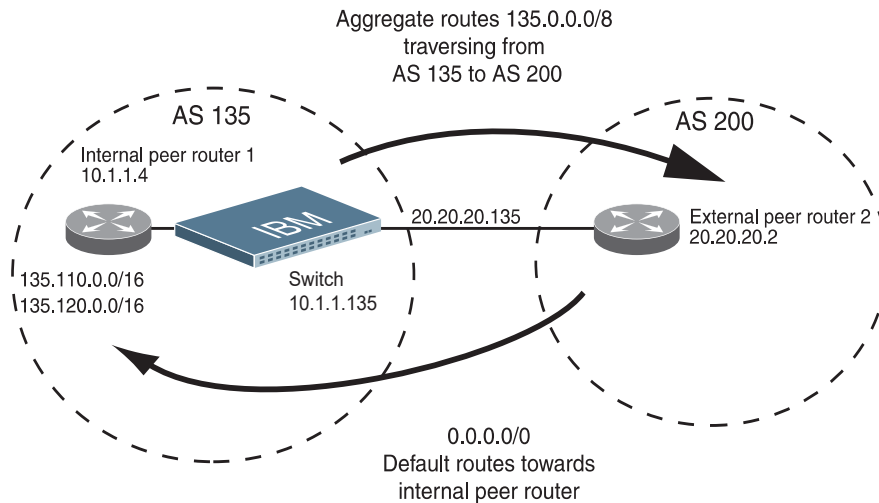 Aggregate routes 135.0.0.0/8
traversing from
AS 135 to AS 200
AS 135
AS 200
Internal peer router 1
10.1.1.4
IBM
20.20.20.135
External peer router 2
20.20.20.2
135.110.0.0/16
135.120.0.0/16
Switch
10.1.1.135
0.0.0.0/0
Default routes towards
internal peer router